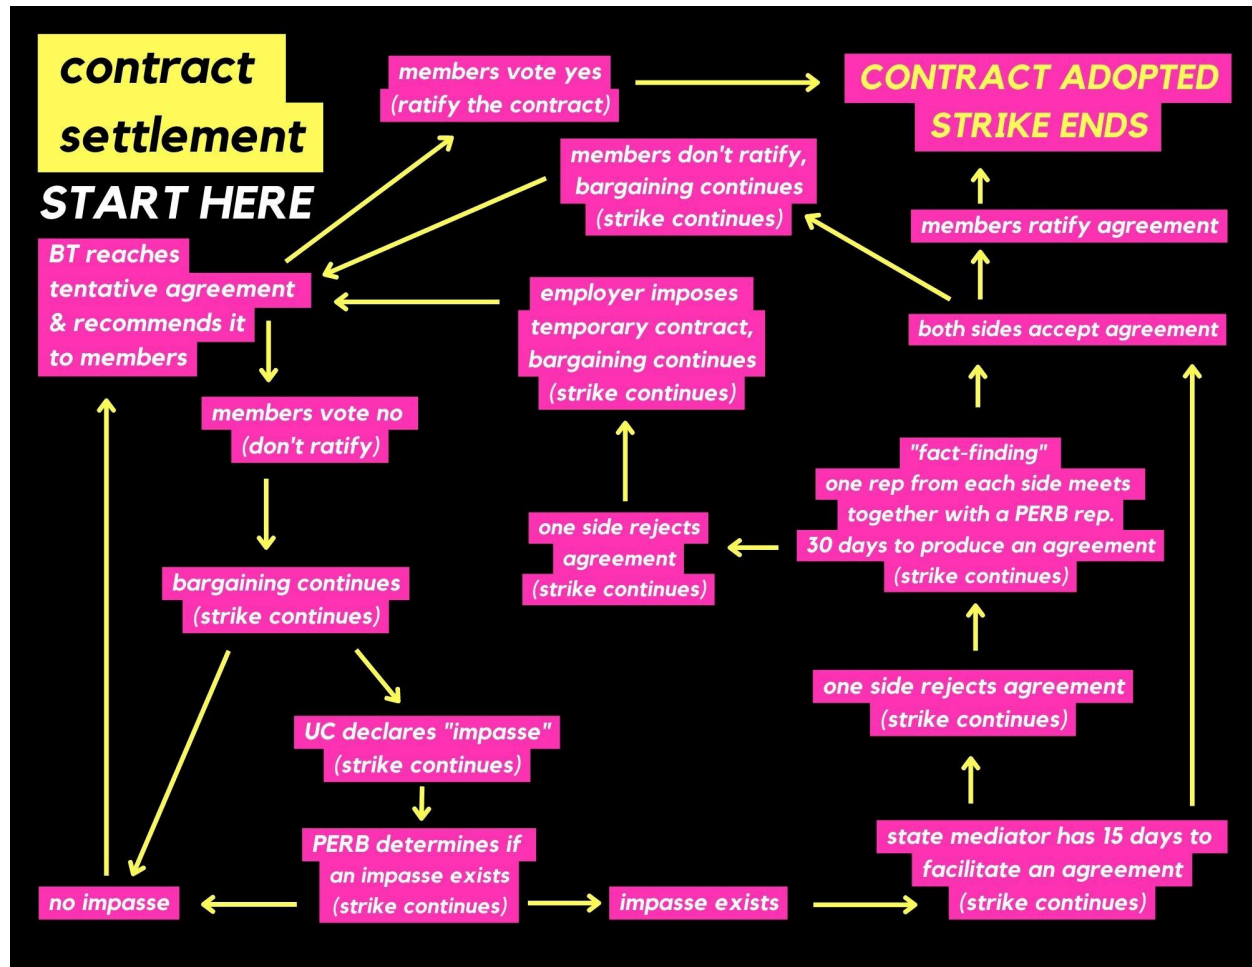 contract
settlement
START HERE
BT reaches
tentative agreement
& recommends it
to members
members vote yes
(ratify the contract)
CONTRACT ADOPTED
STRIKE ENDS
members don't ratify,
bargaining continues
(strike continues)
members ratify agreement
employer imposes
temporary contract,
bargaining continues
(strike continues)
both sides accept agreement
members vote no
(don't ratify)
"fact-finding"
one rep from each side meets
together with a PERB rep.
30 days to produce an agreement
(strike continues)
one side rejects
agreement
(strike continues)
bargaining continues
(strike continues)
one side rejects agreement
(strike continues)
UC declares "impasse"
(strike continues)
PERB determines if
an impasse exists
(strike continues)
state mediator has 15 days to
facilitate an agreement
(strike continues)
no impasse
impasse exists